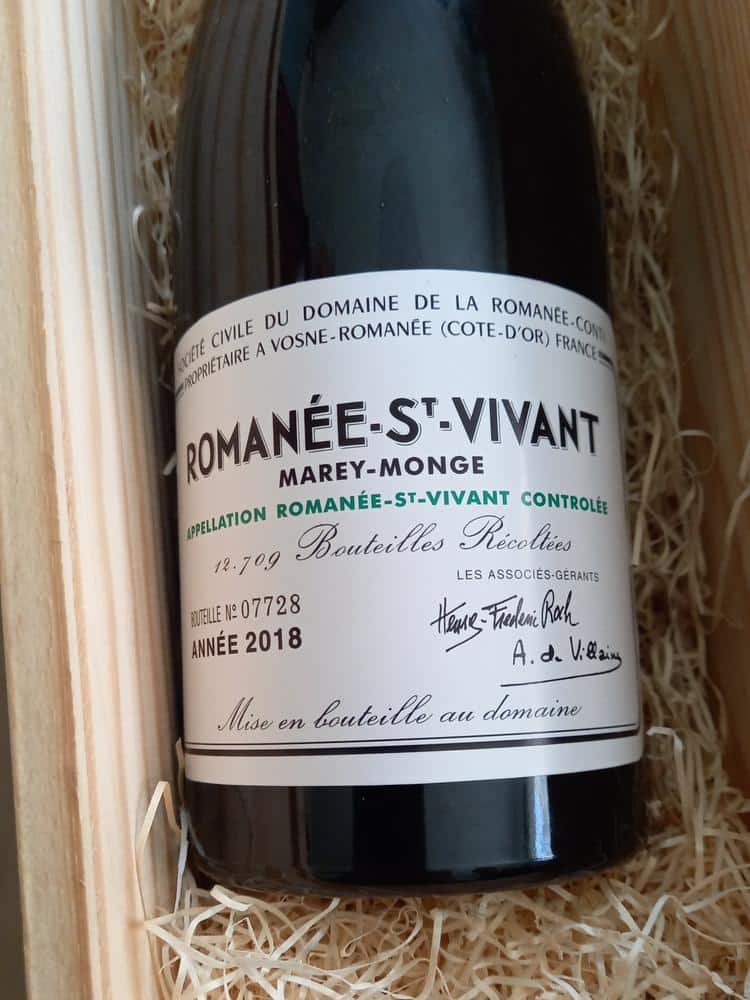 SOCIÉTÉ CIVILE DU DOMAINE DE LA ROMANÉE-CONTI
PROPRIÉTAIRE A VOSNE-ROMANÉE (COTE-D'OR) FRANCE
ROMANÉE-ST-VIVANT
MAREY-MONGE
APPELLATION ROMANÉE-ST-VIVANT CONTROLÉE
12.709 Bouteilles Récoltées
LES ASSOCIÉS-GÉRANTS
BOUTEILLE No 07728
Henry-Frédéric Roch
ANNÉE 2018
A. de Villaine
Mise en bouteille au domaine